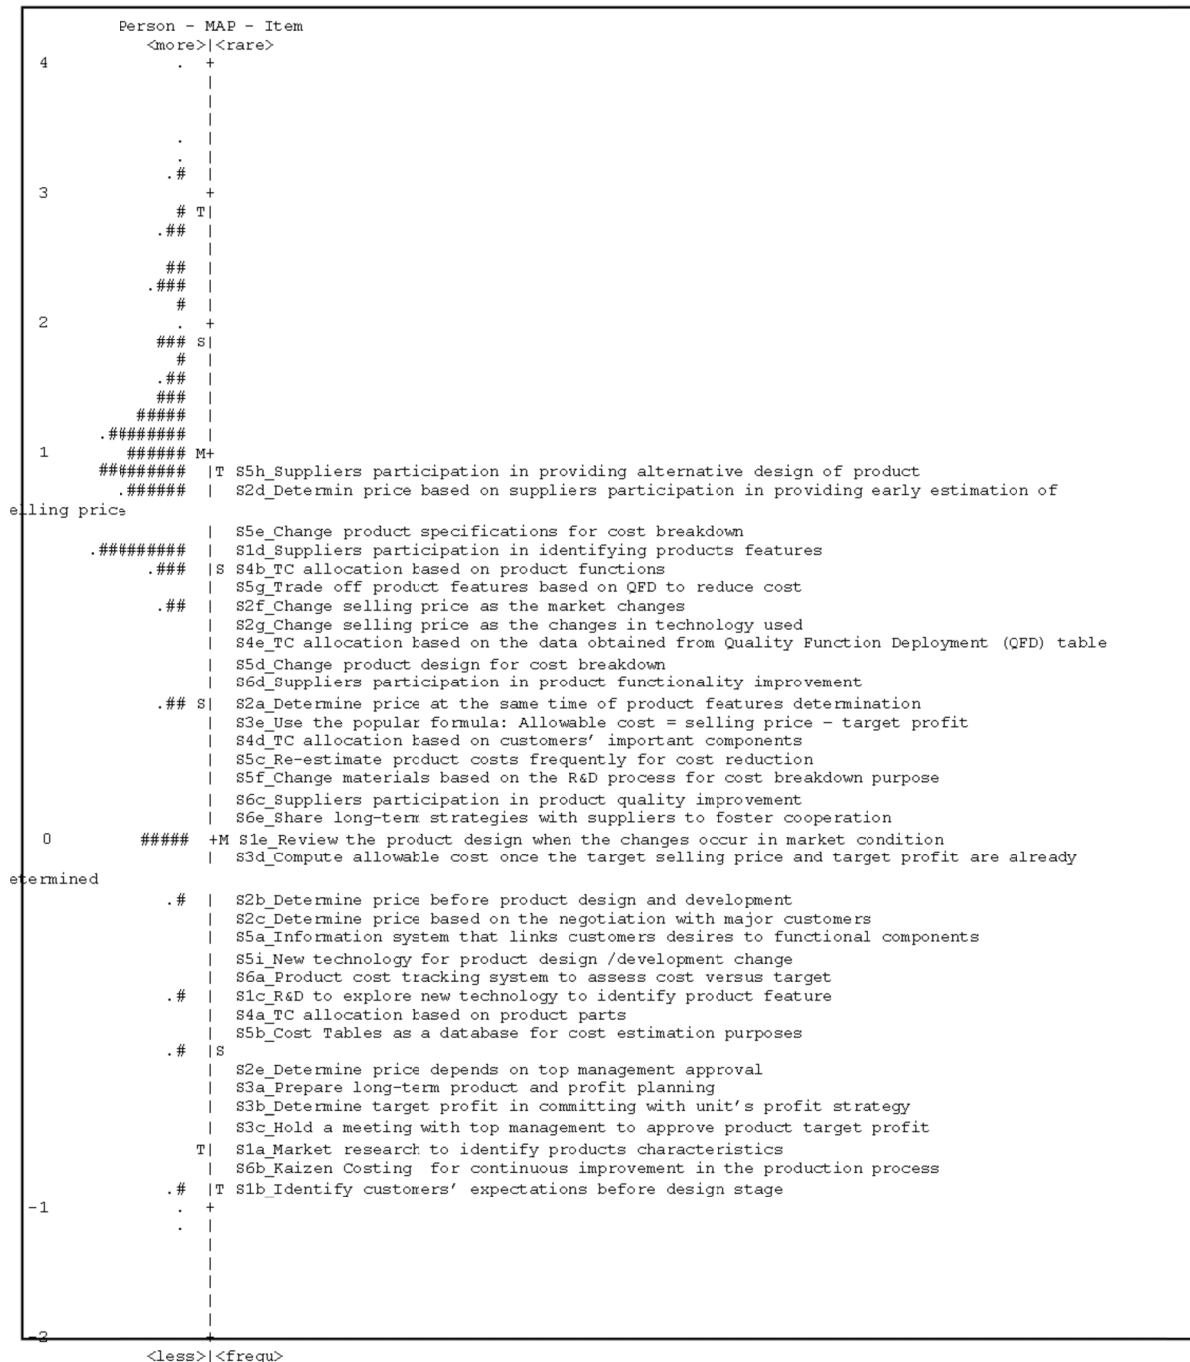 Person - MAP - Item
<more>|<rare>
4 . +
|
|
|
. |
. |
.# |
3 +
# T|
.## |
|
## |
.### |
# |
2 . +
### S|
# |
.## |
### |
##### |
.######## |
1 ###### M+
######### |T S5h_Suppliers participation in providing alternative design of product
.###### | S2d_Determin price based on suppliers participation in providing early estimation of
elling price
| S5e_Change product specifications for cost breakdown
.######### | S1d_Suppliers participation in identifying products features
.### |S S4b_TC allocation based on product functions
| S5g_Trade off product features based on QFD to reduce cost
.## | S2f_Change selling price as the market changes
| S2g_Change selling price as the changes in technology used
| S4e_TC allocation based on the data obtained from Quality Function Deployment (QFD) table
| S5d_Change product design for cost breakdown
| S6d_Suppliers participation in product functionality improvement
.## S| S2a_Determine price at the same time of product features determination
| S3e_Use the popular formula: Allowable cost = selling price - target profit
| S4d_TC allocation based on customers' important components
| S5c_Re-estimate product costs frequently for cost reduction
| S5f_Change materials based on the R&D process for cost breakdown purpose
| S6c_Suppliers participation in product quality improvement
| S6e_Share long-term strategies with suppliers to foster cooperation
0 ##### +M S1e_Review the product design when the changes occur in market condition
| S3d_Compute allowable cost once the target selling price and target profit are already
etermined
.# | S2b_Determine price before product design and development
| S2c_Determine price based on the negotiation with major customers
| S5a_Information system that links customers desires to functional components
| S5i_New technology for product design /development change
| S6a_Product cost tracking system to assess cost versus target
.# | S1c_R&D to explore new technology to identify product feature
| S4a_TC allocation based on product parts
| S5b_Cost Tables as a database for cost estimation purposes
.# |S
| S2e_Determine price depends on top management approval
| S3a_Prepare long-term product and profit planning
| S3b_Determine target profit in committing with unit's profit strategy
| S3c_Hold a meeting with top management to approve product target profit
T| S1a_Market research to identify products characteristics
| S6b_Kaizen Costing for continuous improvement in the production process
.# |T S1b_Identify customers' expectations before design stage
-1 . +
. |
|
|
|
|
|
-2 +
<less>|<frequ>